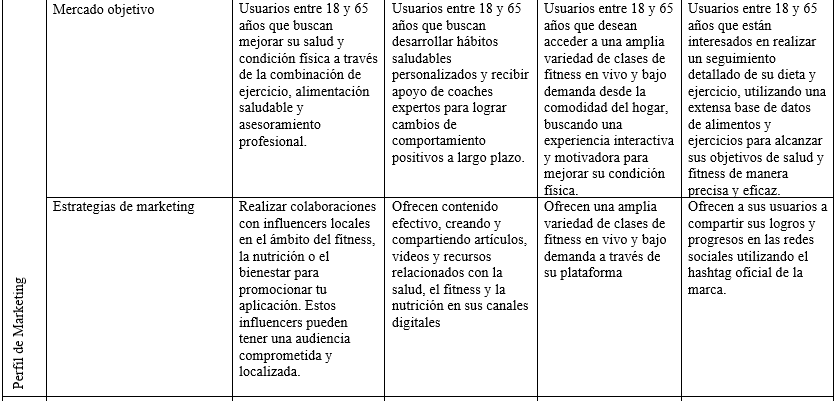 Mercado objetivo
Usuarios entre 18 y 65
años que buscan
mejorar su salud y
condición física a través
de la combinación de
ejercicio, alimentación
saludable y
asesoramiento
profesional.
Usuarios entre 18 y 65
años que buscan
desarrollar hábitos
saludables
personalizados y recibir
apoyo de coaches
expertos para lograr
cambios de
comportamiento
positivos a largo plazo.
Usuarios entre 18 y 65
años que desean
acceder a una amplia
variedad de clases de
fitness en vivo y bajo
demanda desde la
comodidad del hogar,
buscando una
experiencia interactiva
y motivadora para
mejorar su condición
física.
Usuarios entre 18 y 65
años que están
interesados en realizar
un seguimiento
detallado de su dieta y
ejercicio, utilizando una
extensa base de datos
de alimentos y
ejercicios para alcanzar
sus objetivos de salud y
fitness de manera
precisa y eficaz.
Perfil de Marketing
Estrategias de marketing
Realizar colaboraciones
con influencers locales
en el ámbito del fitness,
la nutrición o el
bienestar para
promocionar tu
aplicación. Estos
influencers pueden
tener una audiencia
comprometida y
localizada.
Ofrecen contenido
efectivo, creando y
compartiendo artículos,
videos y recursos
relacionados con la
salud, el fitness y la
nutrición en sus canales
digitales
Ofrecen una amplia
variedad de clases de
fitness en vivo y bajo
demanda a través de
su plataforma
Ofrecen a sus usuarios a
compartir sus logros y
progresos en las redes
sociales utilizando el
hashtag oficial de la
marca.